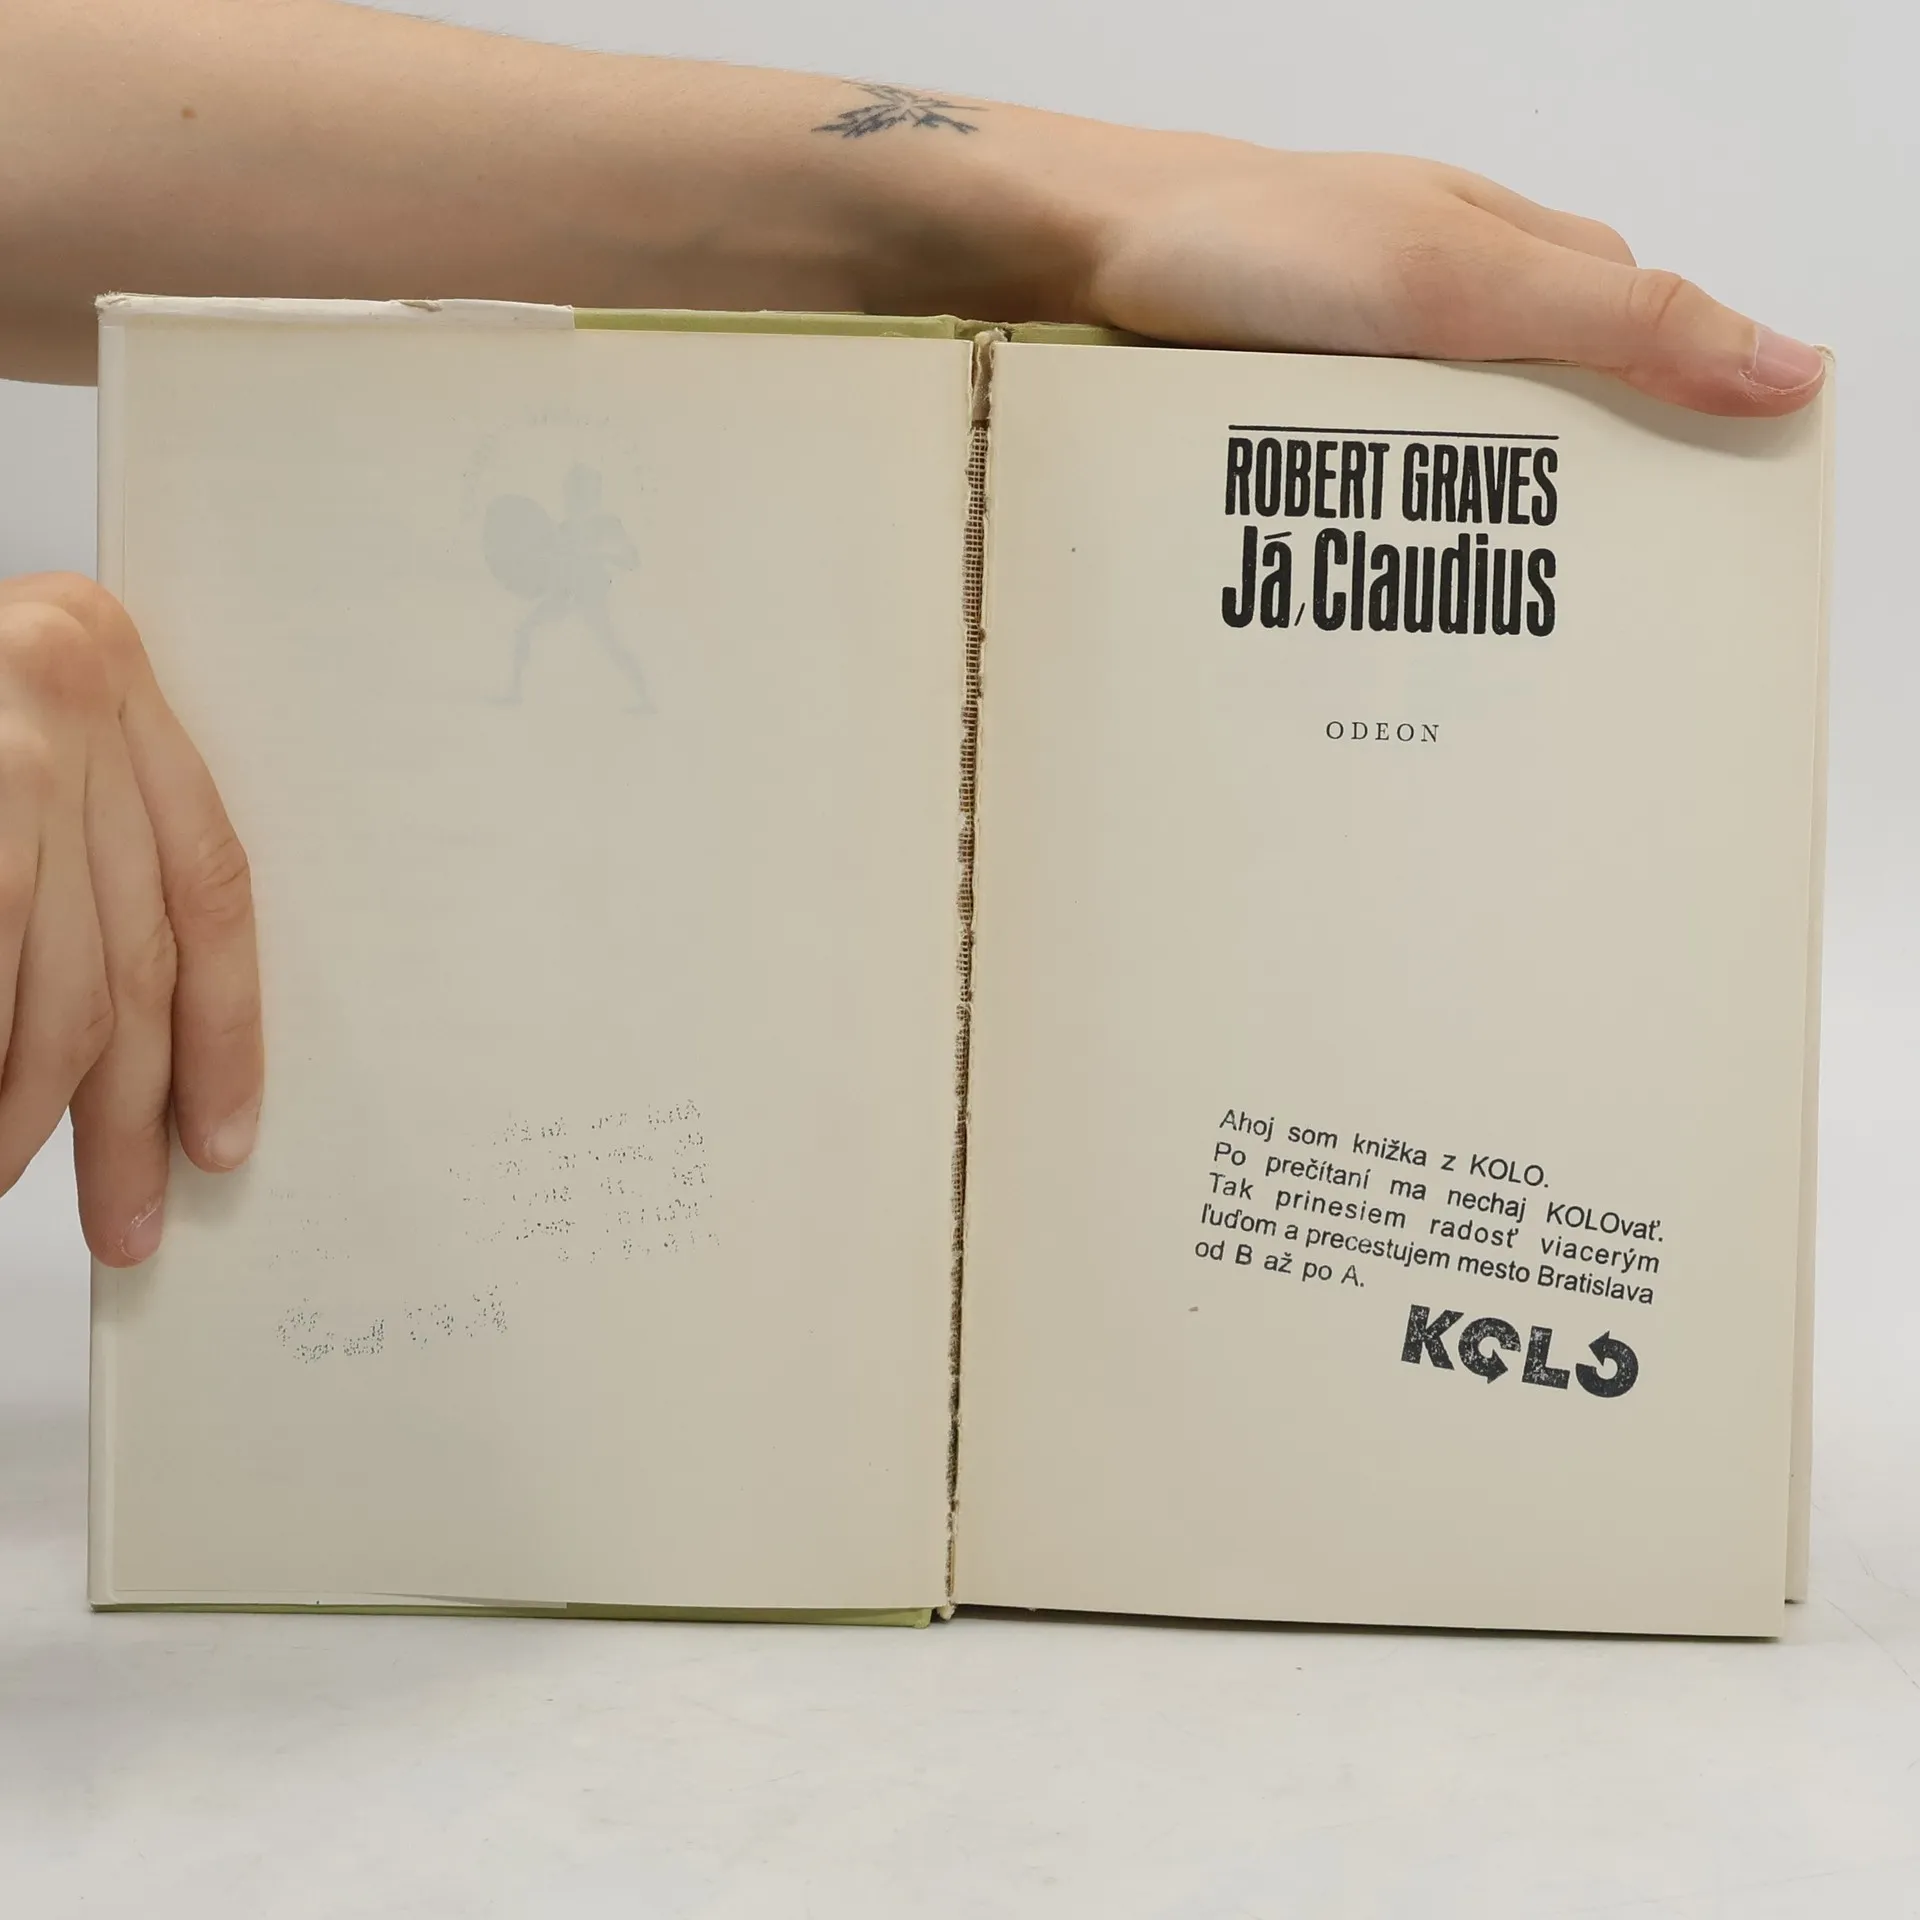 ROBERT GRAVES
Já, Claudius
ODEON
Ahoj som knižka z KOLO.
Po prečítaní ma nechaj KOLOvať.
Tak prinesiem radosť viacerým
ľuďom a precestujem mesto Bratislava
od B až po A.
KOLO